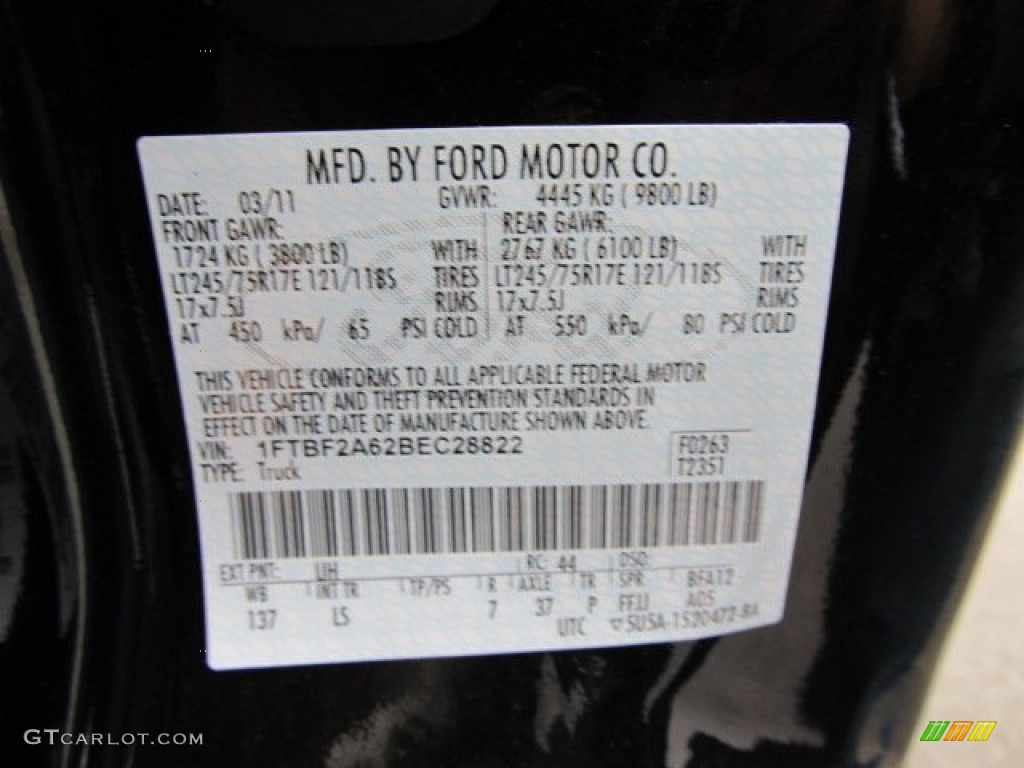 MFD. BY FORD MOTOR CO.
DATE: 03/11 GVWR: 4445 KG ( 9800 LB)
FRONT GAWR: REAR GAWR:
1724 KG ( 3800 LB) WITH 2767 KG ( 6100 LB) WITH
LT245/75R17E 121/118S TIRES LT245/75R17E 121/118S TIRES
17x7.5J RIMS 17x7.5J RIMS
AT 450 kPa/ 65 PSI COLD AT 550 kPa/ 80 PSI COLD
THIS VEHICLE CONFORMS TO ALL APPLICABLE FEDERAL MOTOR
VEHICLE SAFETY AND THEFT PREVENTION STANDARDS IN
EFFECT ON THE DATE OF MANUFACTURE SHOWN ABOVE.
VIN: 1FTBF2A62BEC28822 F0263
TYPE: Truck T2351
EXT PNT: UH RC: 44 DSO:
WB INT TR TP/PS R AXLE TR SPR BFA12
137 LS 7 37 P FFJJ A05
UTC ▽5U5A-1520472-BA
GTCARLOT.COM